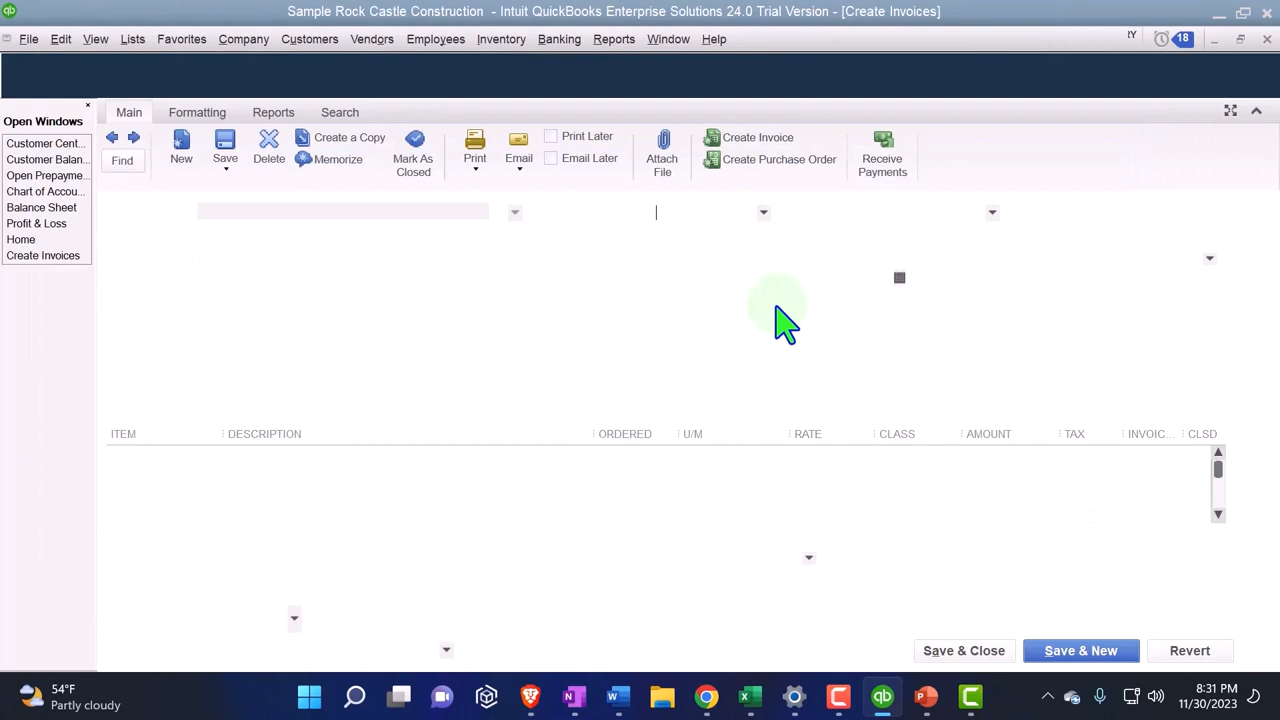 Sample Rock Castle Construction - Intuit QuickBooks Enterprise Solutions 24.0 Trial Version - [Create Invoices]
File Edit View Lists Favorites Company Customers Vendors Employees Inventory Banking Reports Window Help
18
Open Windows
Customer Cent...
Customer Balan...
Open Prepayme...
Chart of Accou...
Balance Sheet
Profit & Loss
Home
Create Invoices
Main Formatting Reports Search
Find
New
Save
Delete
Create a Copy
Memorize
Mark As
Closed
Print
Email
Print Later
Email Later
Attach
File
Create Invoice
Create Purchase Order
Receive
Payments
ITEM DESCRIPTION ORDERED U/M RATE CLASS AMOUNT TAX INVOIC... CLSD
Save & Close Save & New Revert
54°F
Partly cloudy
8:31 PM
11/30/2023